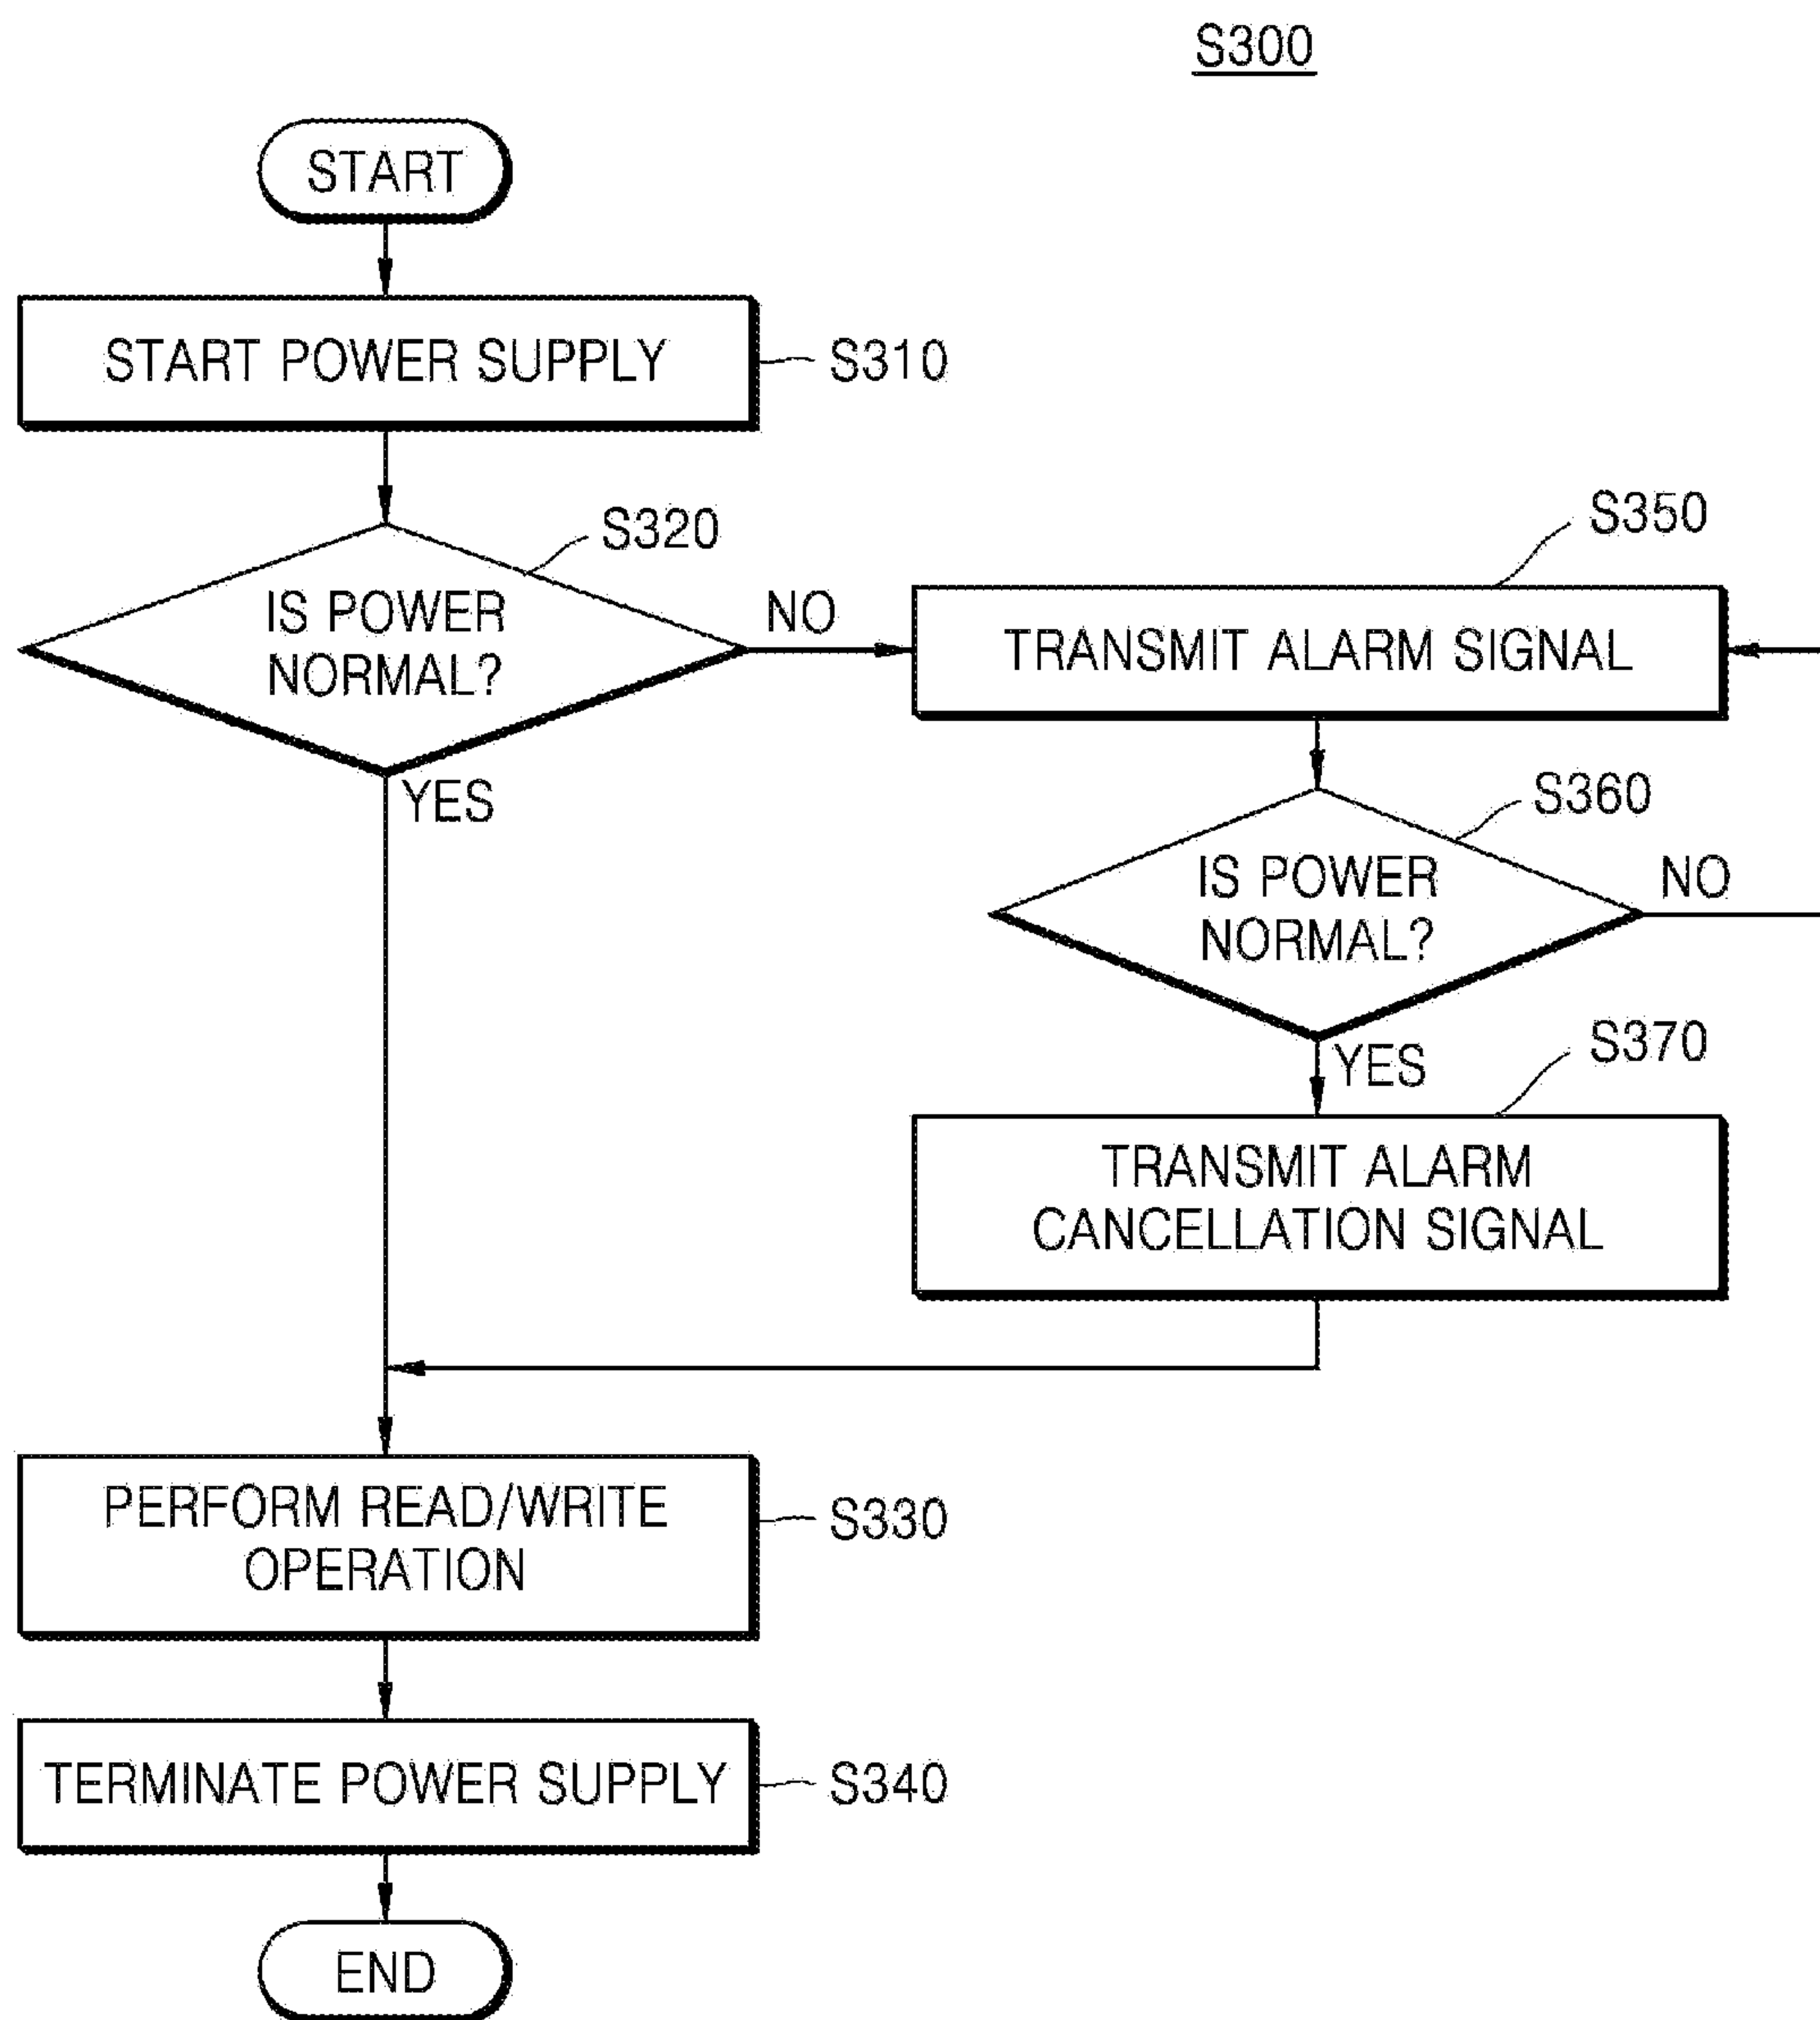 S300
START
START POWER SUPPLY
S310
S320
IS POWER
NORMAL?
NO
YES
S350
TRANSMIT ALARM SIGNAL
S360
IS POWER
NORMAL?
NO
YES
S370
TRANSMIT ALARM
CANCELLATION SIGNAL
PERFORM READ/WRITE
OPERATION
S330
TERMINATE POWER SUPPLY
S340
END